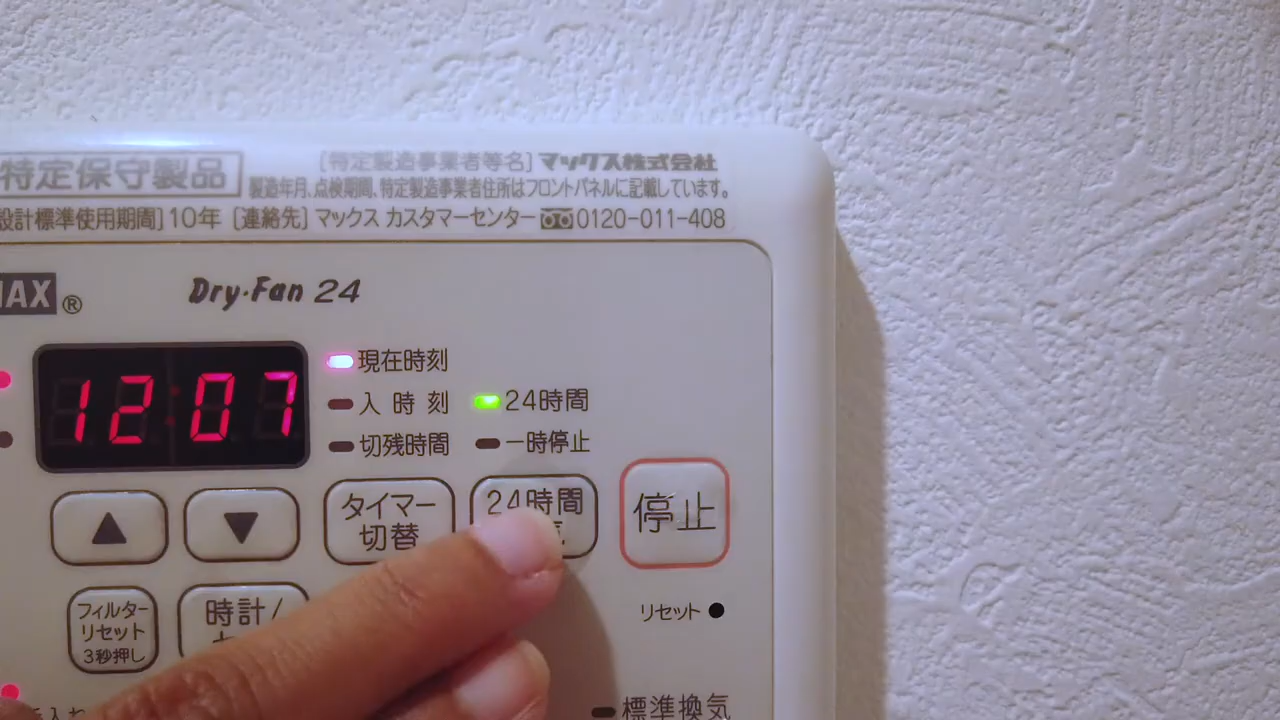 特定保守製品
[特定製造事業者等名] マックス株式会社
製造年月、点検期間、特定製造事業者住所はフロントパネルに記載しています。
設計標準使用期間] 10年 [連絡先] マックス カスタマーセンター 0120-011-408
MAX®
Dry・Fan 24
12:07
現在時刻
入時刻
24時間
切残時間
一時停止
▲
▼
タイマー
切替
24時間
停止
フィルター
リセット
3秒押し
時計/
リセット
標準換気